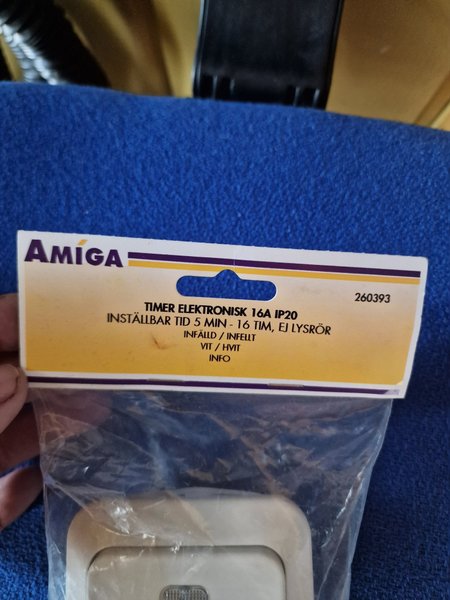 AMIGA
260393
TIMER ELEKTRONISK 16A IP20
INSTÄLLBAR TID 5 MIN - 16 TIM, EJ LYSRÖR
INFÄLLD / INFELLT
VIT / HVIT
INFO